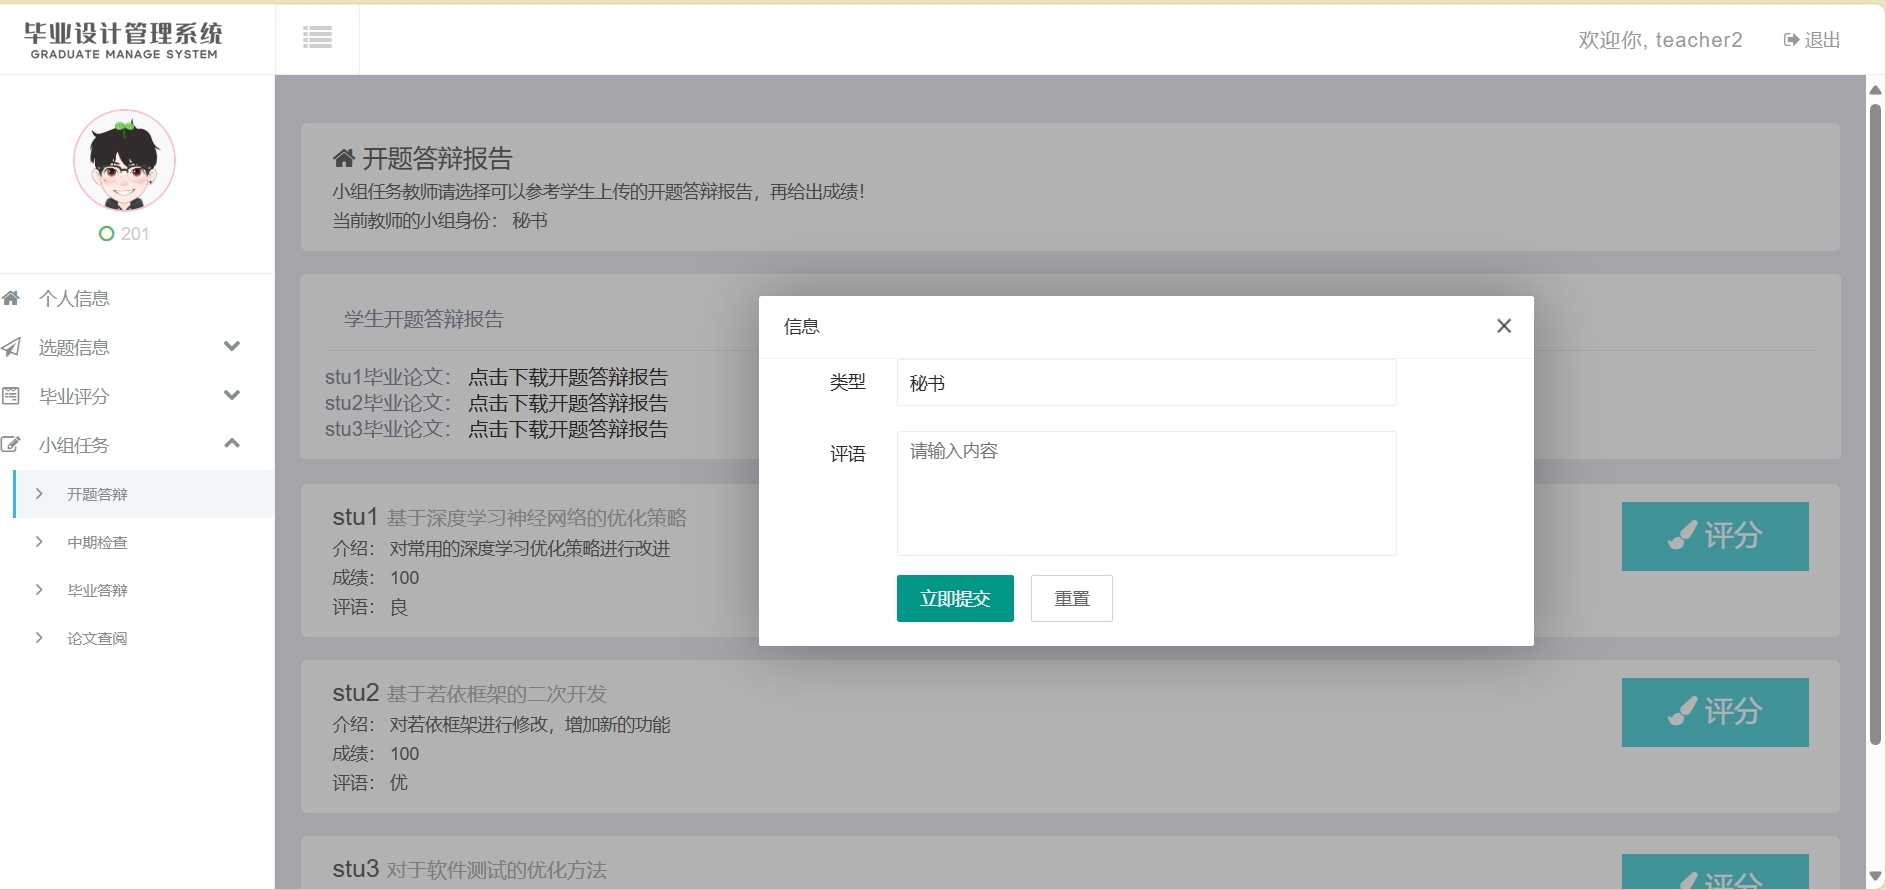 毕业设计管理系统
GRADUATE MANAGE SYSTEM
欢迎你, teacher2
退出
201
个人信息
选题信息
毕业评分
小组任务
开题答辩
中期检查
毕业答辩
论文查阅
开题答辩报告
小组任务教师请选择可以参考学生上传的开题答辩报告，再给出成绩！
当前教师的小组身份： 秘书
学生开题答辩报告
stu1毕业论文： 点击下载开题答辩报告
stu2毕业论文： 点击下载开题答辩报告
stu3毕业论文： 点击下载开题答辩报告
信息
类型 秘书
评语 请输入内容
立即提交 重置
stu1 基于深度学习神经网络的优化策略
介绍： 对常用的深度学习优化策略进行改进
成绩： 100
评语： 良
评分
stu2 基于若依框架的二次开发
介绍： 对若依框架进行修改，增加新的功能
成绩： 100
评语： 优
评分
stu3 对于软件测试的优化方法
评分